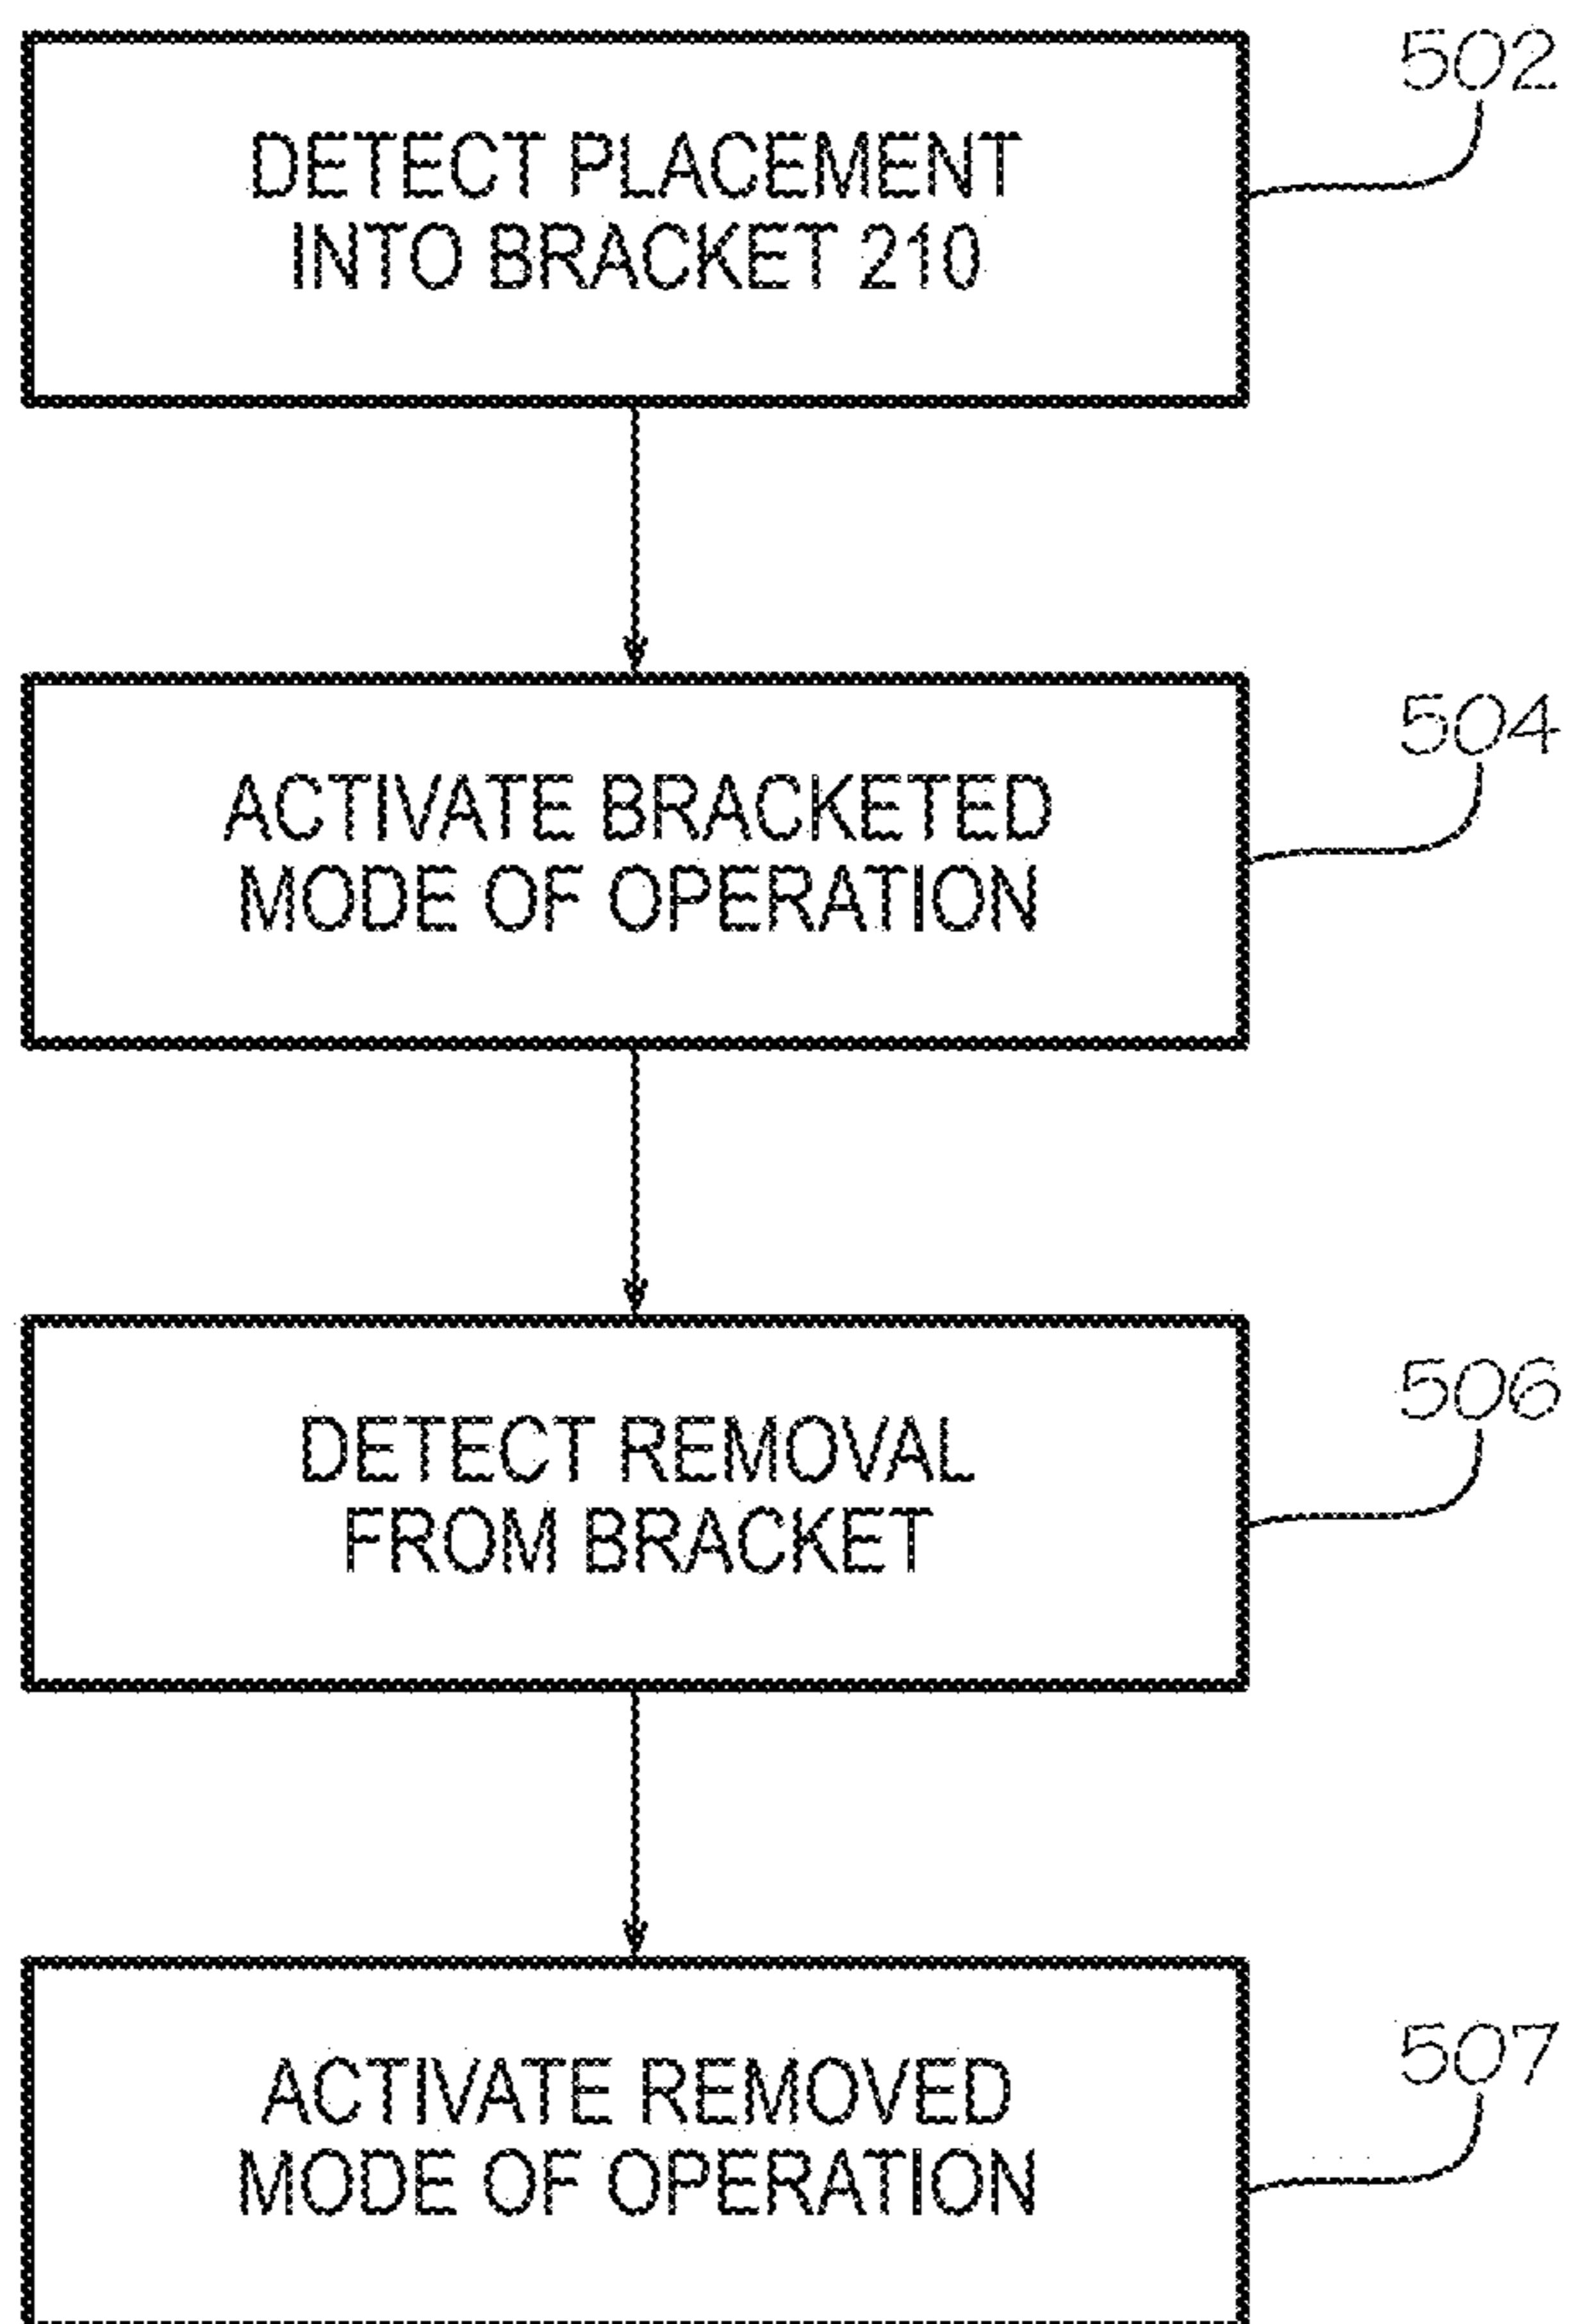 502
DETECT PLACEMENT
INTO BRACKET 210
504
ACTIVATE BRACKETED
MODE OF OPERATION
506
DETECT REMOVAL
FROM BRACKET
507
ACTIVATE REMOVED
MODE OF OPERATION